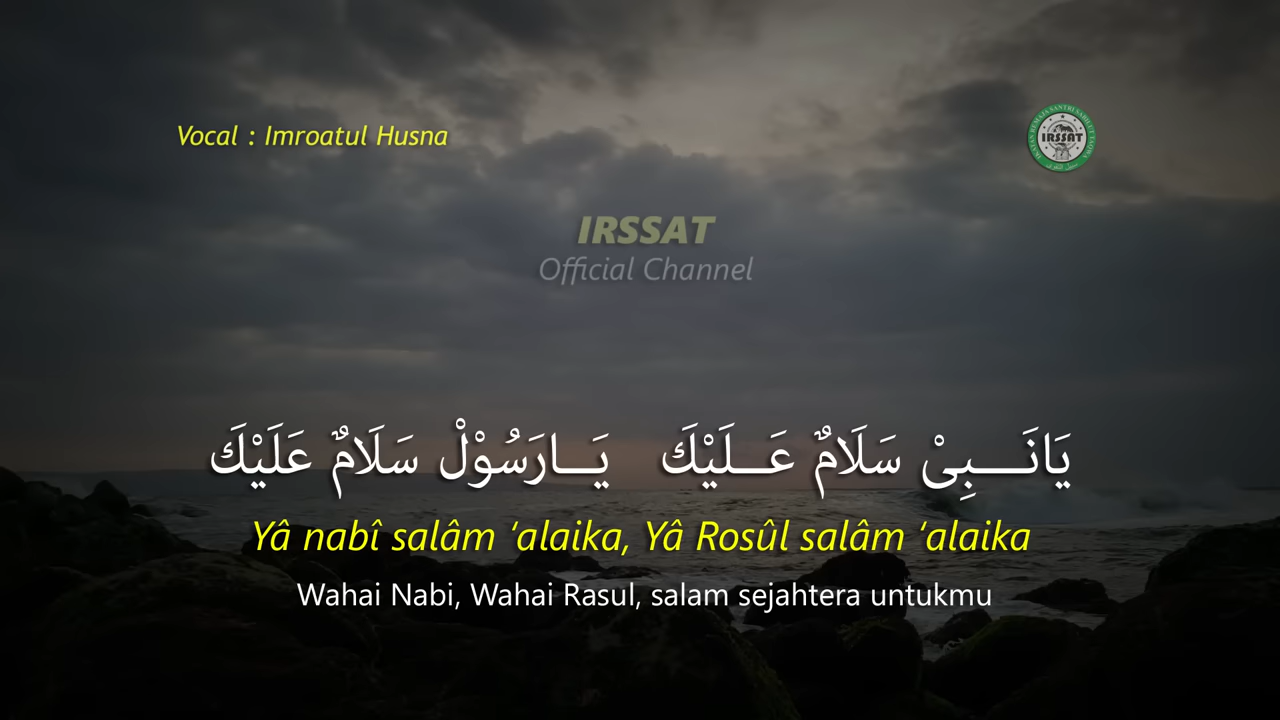 Vocal : Imroatul Husna
IRSSAT
IRSSAT
Official Channel
يَانَـــبِىْ سَلَامٌ عَــلَيْكَ يَــارَسُوْلْ سَلَامٌ عَلَيْكَ
Yâ nabî salâm ‘alaika, Yâ Rosûl salâm ‘alaika
Wahai Nabi, Wahai Rasul, salam sejahtera untukmu